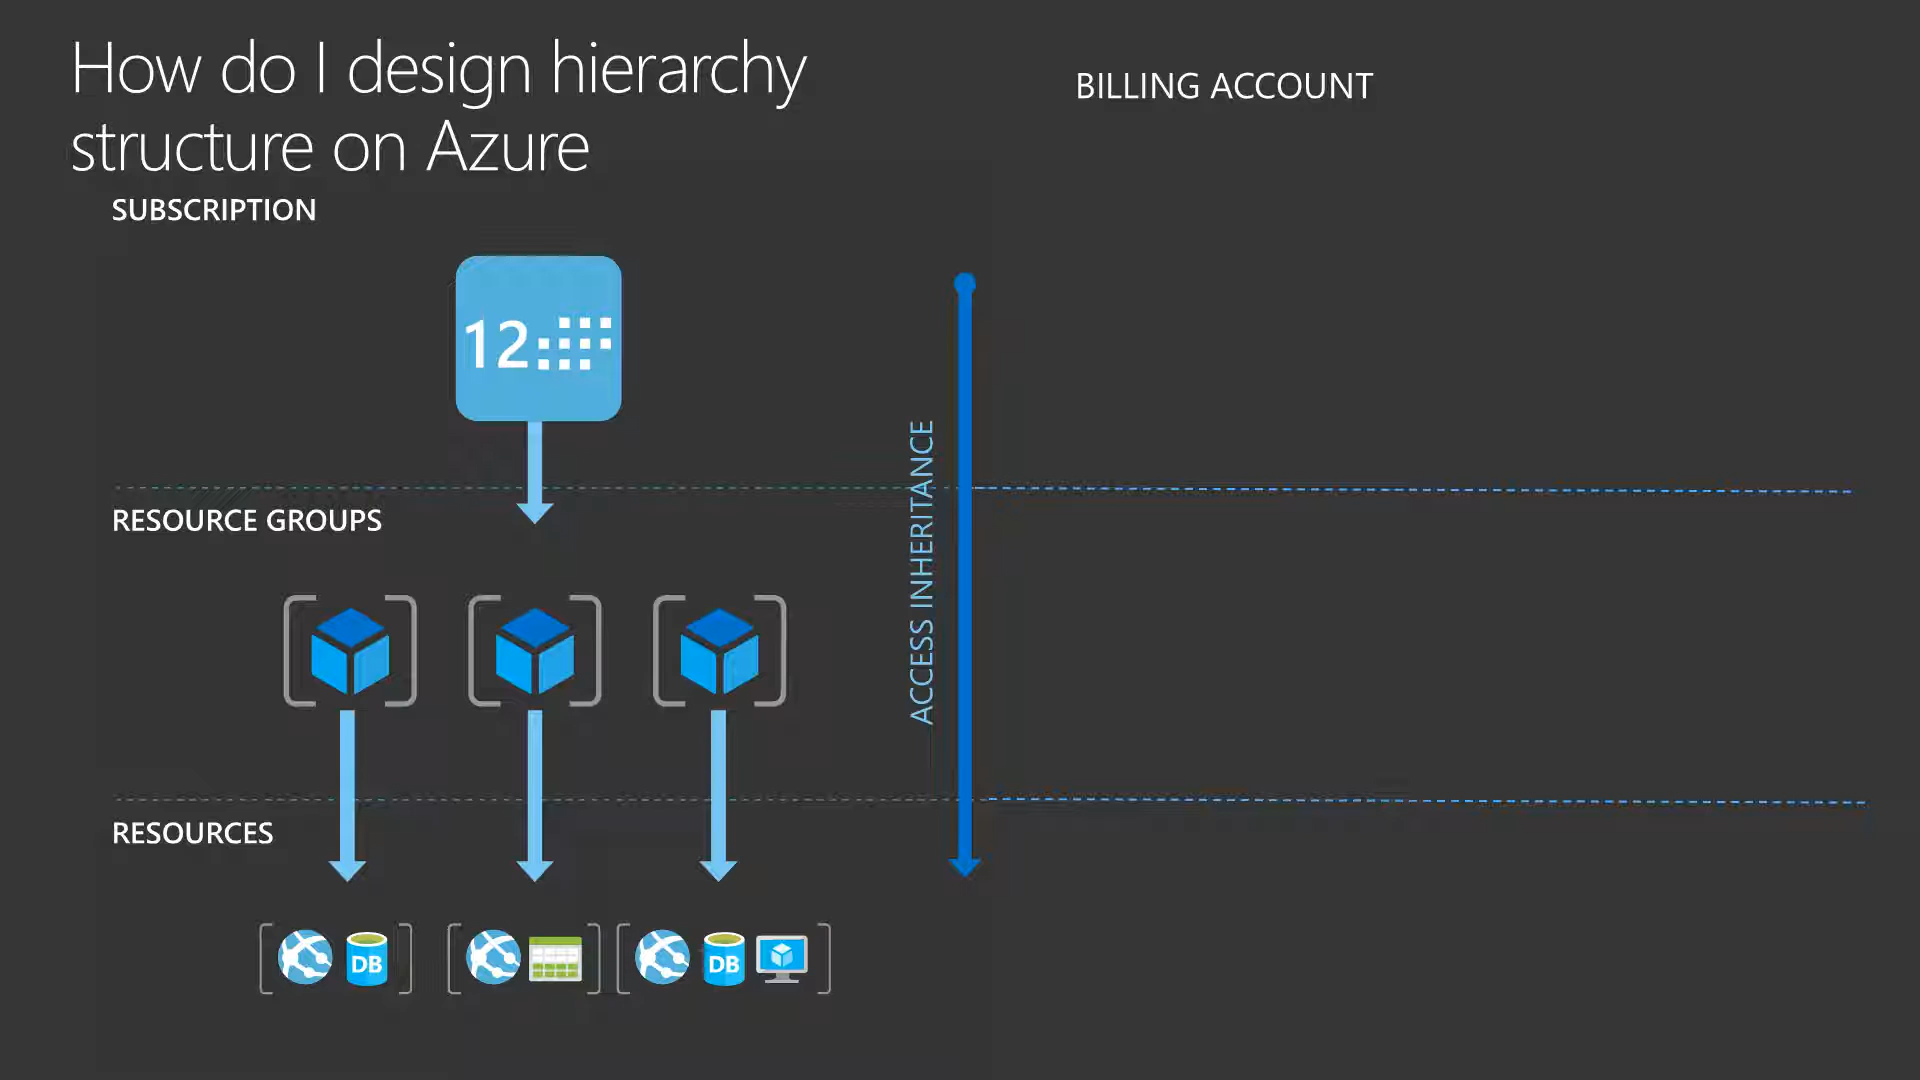 How do I design hierarchy
structure on Azure
BILLING ACCOUNT
SUBSCRIPTION
12
ACCESS INHERITANCE
RESOURCE GROUPS
RESOURCES
DB
DB